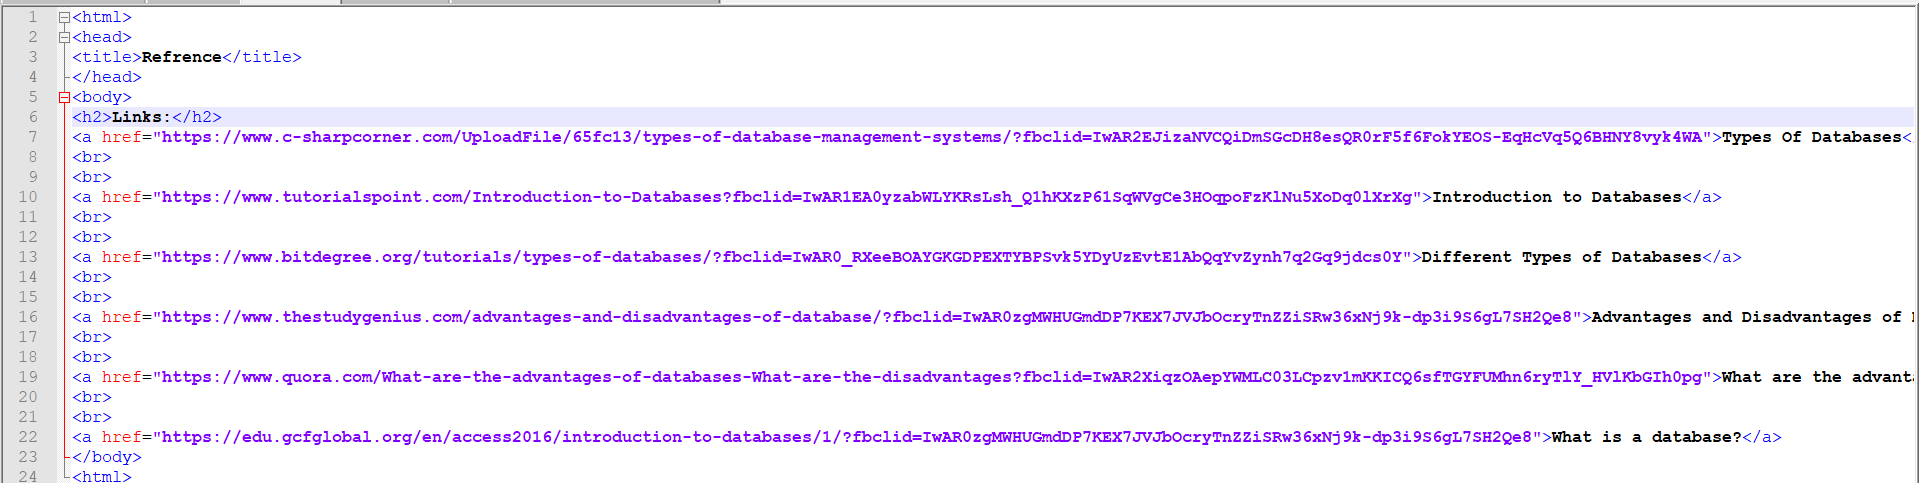 1 <html>
2 <head>
3 <title>Refrence</title>
4 </head>
5 <body>
6 <h2>Links:</h2>
7 <a href="https://www.c-sharpcorner.com/UploadFile/65fc13/types-of-database-management-systems/?fbclid=IwAR2EJizaNVCQiDmSGcDH8esQR0rF5f6FokYEOS-EqHcVq5Q6BHNY8vyk4WA">Types Of Databases<
8 <br>
9 <br>
10 <a href="https://www.tutorialspoint.com/Introduction-to-Databases?fbclid=IwAR1EA0yzabWLYKRsLsh_Q1hKXzP61SqWVgCe3HOqpoFzKlNu5XoDq0lXrXg">Introduction to Databases</a>
11 <br>
12 <br>
13 <a href="https://www.bitdegree.org/tutorials/types-of-databases/?fbclid=IwAR0_RXeeBOAYGKGDPEXTYBPSvk5YDyUzEvtE1AbQqYvZynh7q2Gq9jdcs0Y">Different Types of Databases</a>
14 <br>
15 <br>
16 <a href="https://www.thestudygenius.com/advantages-and-disadvantages-of-database/?fbclid=IwAR0zgMWHUGmdDP7KEX7JVJbOcryTnZZiSRw36xNj9k-dp3i9S6gL7SH2Qe8">Advantages and Disadvantages of
17 <br>
18 <br>
19 <a href="https://www.quora.com/What-are-the-advantages-of-databases-What-are-the-disadvantages?fbclid=IwAR2XiqzOAepYWMLC03LCpzv1mKKICQ6sfTGYFUMhn6ryTlY_HVlKbGIh0pg">What are the advant
20 <br>
21 <br>
22 <a href="https://edu.gcfglobal.org/en/access2016/introduction-to-databases/1/?fbclid=IwAR0zgMWHUGmdDP7KEX7JVJbOcryTnZZiSRw36xNj9k-dp3i9S6gL7SH2Qe8">What is a database?</a>
23 </body>
24 <html>